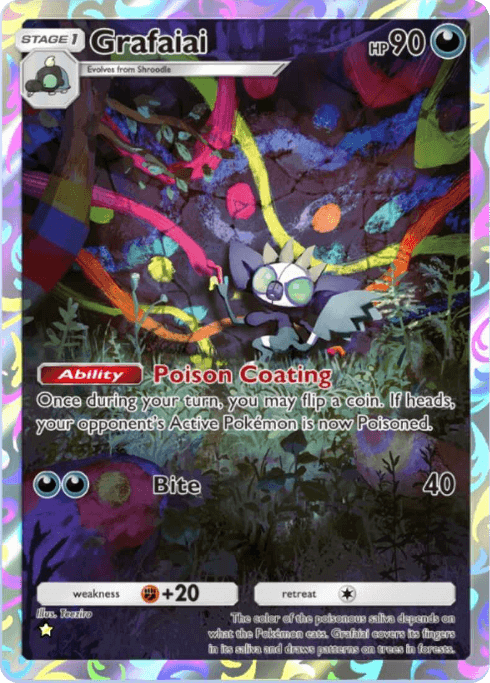 STAGE 1 Grafaiai HP 90
Evolves from Shroodle
Ability Poison Coating
Once during your turn, you may flip a coin. If heads,
your opponent's Active Pokémon is now Poisoned.
Bite 40
weakness +20 retreat
Illus. Teeziro
The color of the poisonous saliva depends on
what the Pokémon eats. Grafaiai covers its fingers
in its saliva and draws patterns on trees in forests.